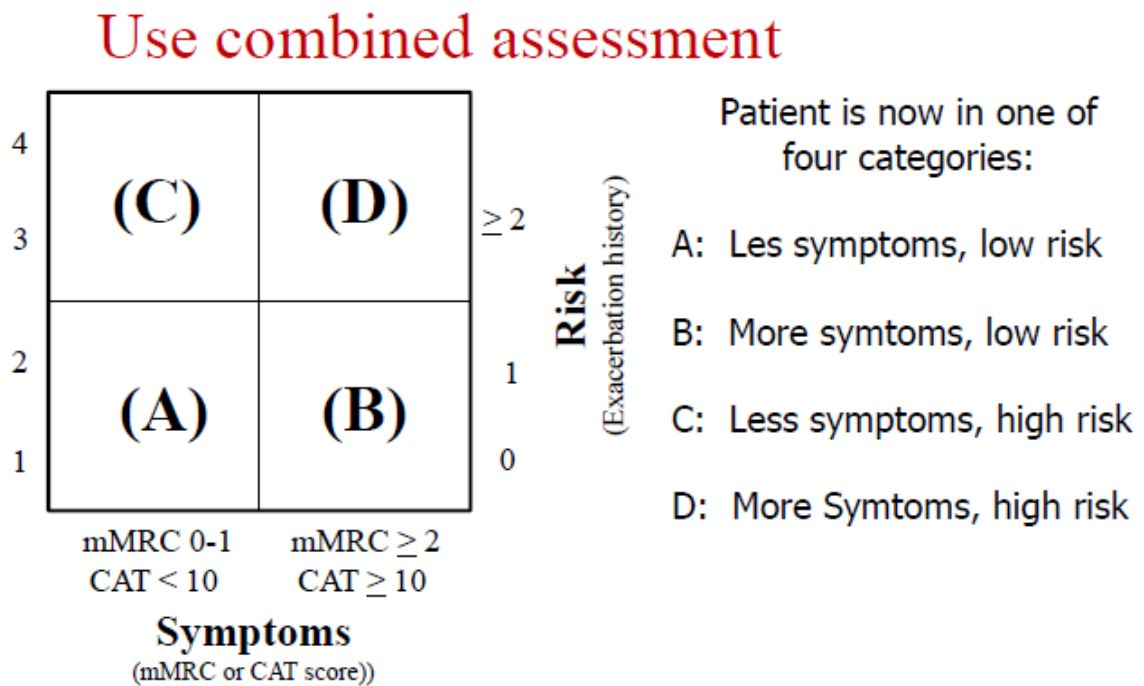 Use combined assessment
4
3
2
1
(C)
(D)
(A)
(B)
≥ 2
1
0
Risk
(Exacerbation history)
mMRC 0-1
CAT < 10
mMRC ≥ 2
CAT ≥ 10
Symptoms
(mMRC or CAT score))
Patient is now in one of
four categories:
A: Les symptoms, low risk
B: More symtoms, low risk
C: Less symptoms, high risk
D: More Symtoms, high risk